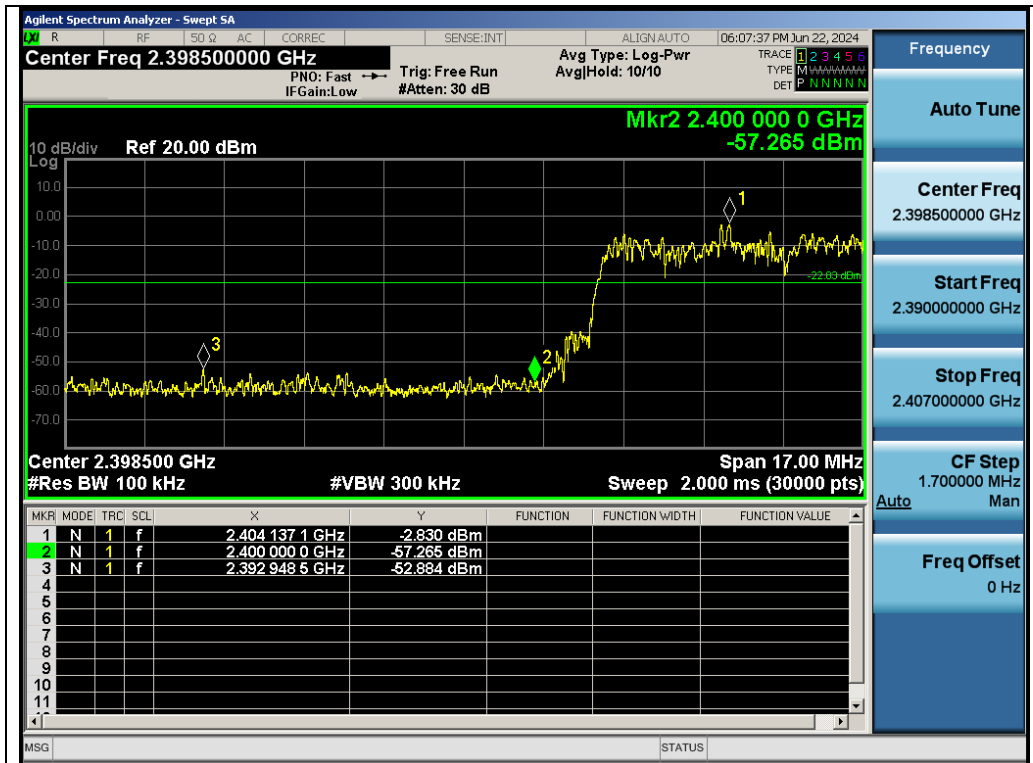 Agilent Spectrum Analyzer - Swept SA
LXI R RF 50 Ω AC CORREC SENSE:INT ALIGN AUTO 06:07:37 PM Jun 22, 2024
Center Freq 2.398500000 GHz
PNO: Fast
IFGain:Low
Trig: Free Run
#Atten: 30 dB
Avg Type: Log-Pwr
Avg|Hold: 10/10
TRACE 1 2 3 4 5 6
TYPE M W W W W W
DET P N N N N N
Mkr2 2.400 000 0 GHz
-57.265 dBm
10 dB/div Ref 20.00 dBm
Log
10.0
0.00
-10.0
-20.0
-30.0
-40.0
-50.0
-60.0
-70.0
1
2
3
-22.83 dBm
Center 2.398500 GHz Span 17.00 MHz
#Res BW 100 kHz #VBW 300 kHz Sweep 2.000 ms (30000 pts)
MKR MODE TRC SCL X Y FUNCTION FUNCTION WIDTH FUNCTION VALUE
1 N 1 f 2.404 137 1 GHz -2.830 dBm
2 N 1 f 2.400 000 0 GHz -57.265 dBm
3 N 1 f 2.392 948 5 GHz -52.884 dBm
4
5
6
7
8
9
10
11
MSG STATUS
Frequency
Auto Tune
Center Freq
2.398500000 GHz
Start Freq
2.390000000 GHz
Stop Freq
2.407000000 GHz
CF Step
1.700000 MHz
Auto Man
Freq Offset
0 Hz